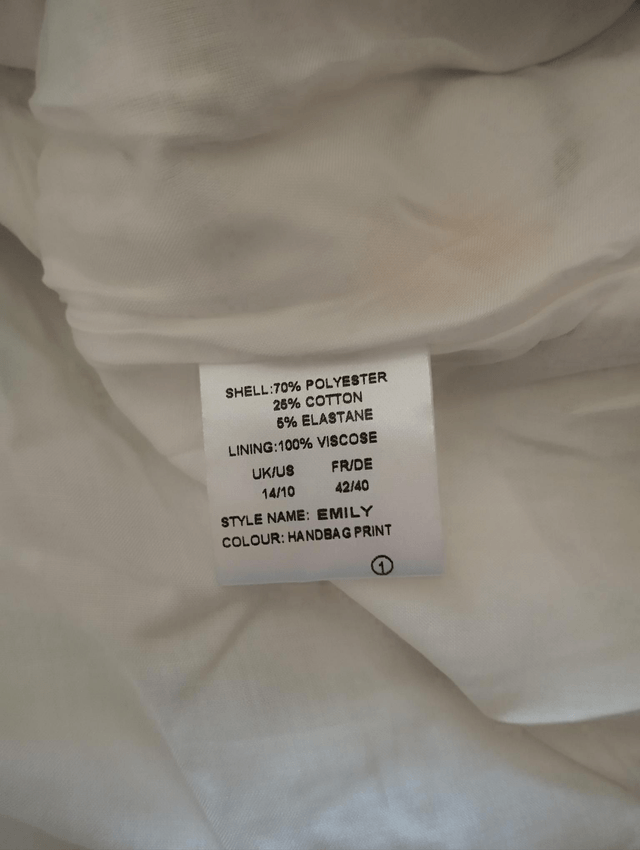 SHELL:70% POLYESTER
25% COTTON
5% ELASTANE
LINING:100% VISCOSE
UK/US FR/DE
14/10 42/40
STYLE NAME: EMILY
COLOUR: HANDBAG PRINT
1